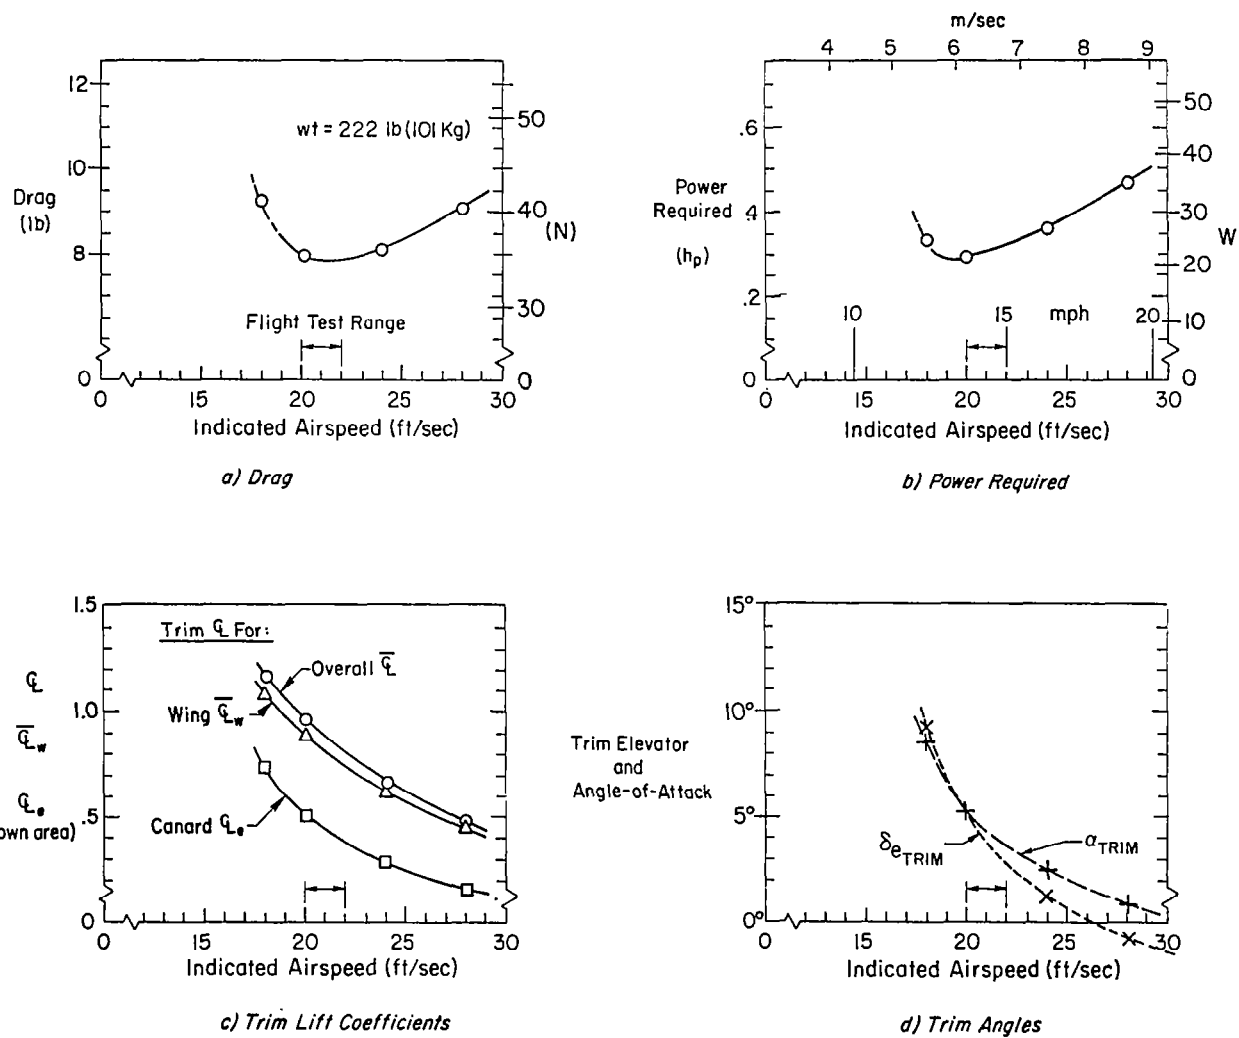 12
10
8
0
Drag
(lb)
wt = 222 lb (101 Kg)
50
40
30
0
(N)
Flight Test Range
0 15 20 25 30
Indicated Airspeed (ft/sec)
a) Drag
m/sec
4 5 6 7 8 9
.6
.4
.2
0
Power
Required
(hp)
50
40
30
20
10
0
W
10 15 mph 20
0 15 20 25 30
Indicated Airspeed (ft/sec)
b) Power Required
1.5
1.0
.5
0
CL
C̅Lw
CLe
own area)
Trim CL For:
Overall C̅L
Wing C̅Lw
Canard CLe
0 15 20 25 30
Indicated Airspeed (ft/sec)
c) Trim Lift Coefficients
15°
10°
5°
0°
Trim Elevator
and
Angle-of-Attack
δeTRIM
αTRIM
0 15 20 25 30
Indicated Airspeed (ft/sec)
d) Trim Angles